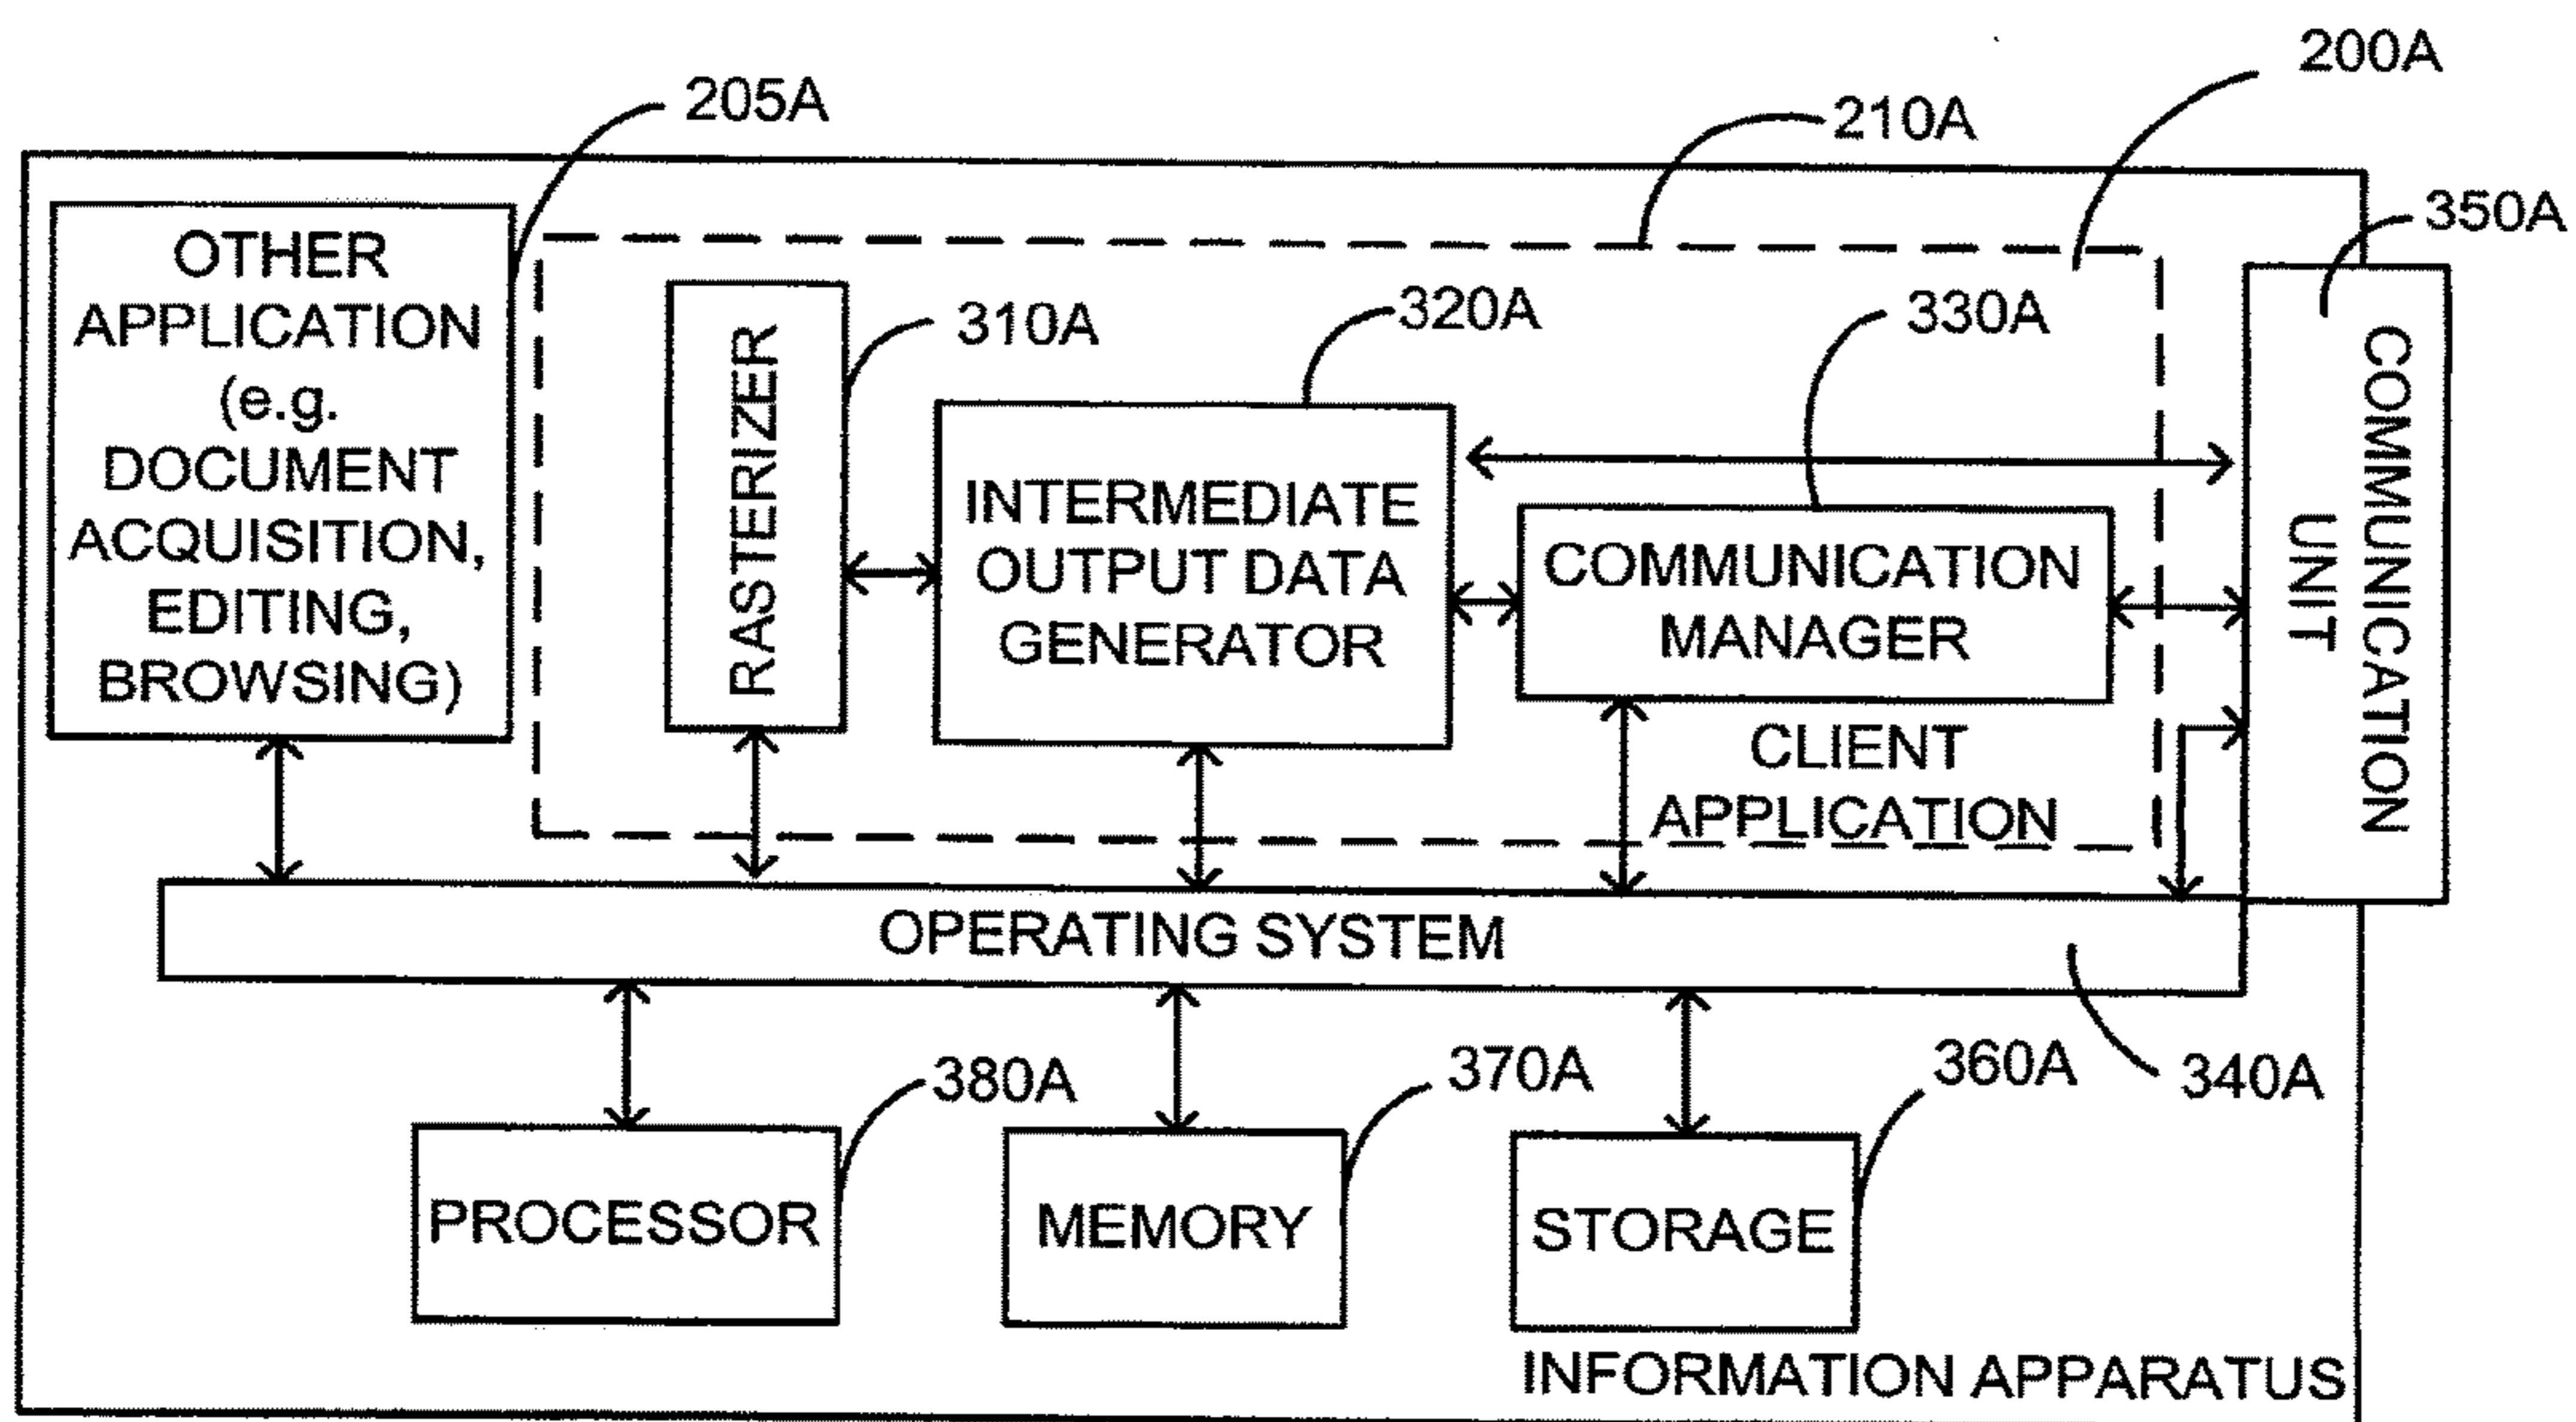 200A
205A
210A
350A
OTHER
APPLICATION
(e.g.
DOCUMENT
ACQUISITION,
EDITING,
BROWSING)
RASTERIZER
310A
320A
330A
INTERMEDIATE
OUTPUT DATA
GENERATOR
COMMUNICATION
MANAGER
CLIENT
APPLICATION
COMMUNICATION
UNIT
OPERATING SYSTEM
380A
370A
360A
340A
PROCESSOR
MEMORY
STORAGE
INFORMATION APPARATUS